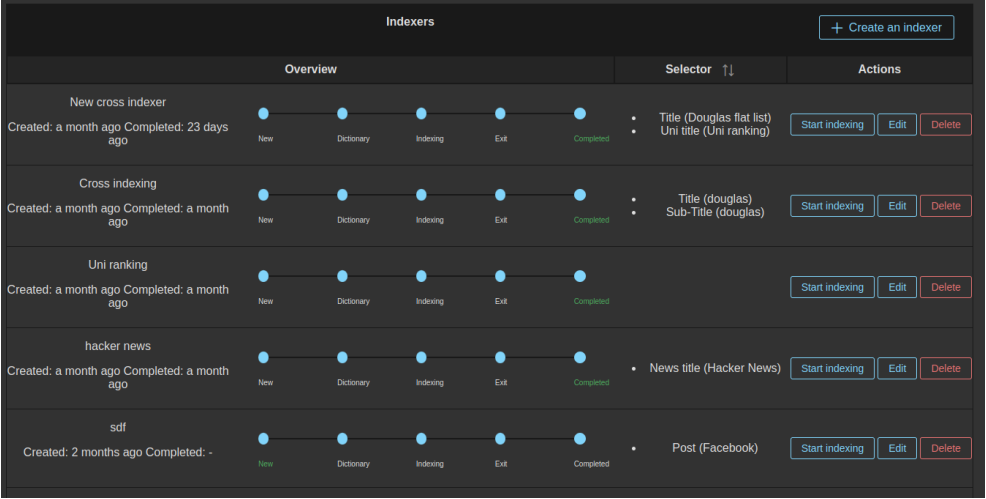 Indexers
+ Create an indexer
Overview
Selector ↑↓
Actions
New cross indexer
Created: a month ago Completed: 23 days
ago
New
Dictionary
Indexing
Exit
Completed
• Title (Douglas flat list)
• Uni title (Uni ranking)
Start indexing
Edit
Delete
Cross indexing
Created: a month ago Completed: a month
ago
New
Dictionary
Indexing
Exit
Completed
• Title (douglas)
• Sub-Title (douglas)
Start indexing
Edit
Delete
Uni ranking
Created: a month ago Completed: a month
ago
New
Dictionary
Indexing
Exit
Completed
Start indexing
Edit
Delete
hacker news
Created: a month ago Completed: a month
ago
New
Dictionary
Indexing
Exit
Completed
• News title (Hacker News)
Start indexing
Edit
Delete
sdf
Created: 2 months ago Completed: -
New
Dictionary
Indexing
Exit
Completed
• Post (Facebook)
Start indexing
Edit
Delete